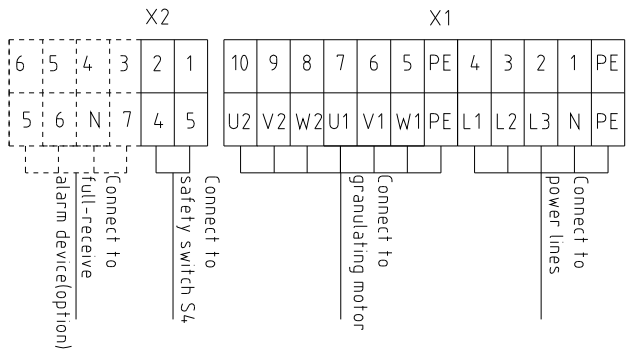 X2 X1
6 5 4 3 2 1 10 9 8 7 6 5 PE 4 3 2 1 PE
5 6 N 7 4 5 U2 V2 W2 U1 V1 W1 PE L1 L2 L3 N PE
Connect to
full-receive
alarm device(option)
Connect to
safety switch S4
Connect to
granulating motor
Connect to
power lines